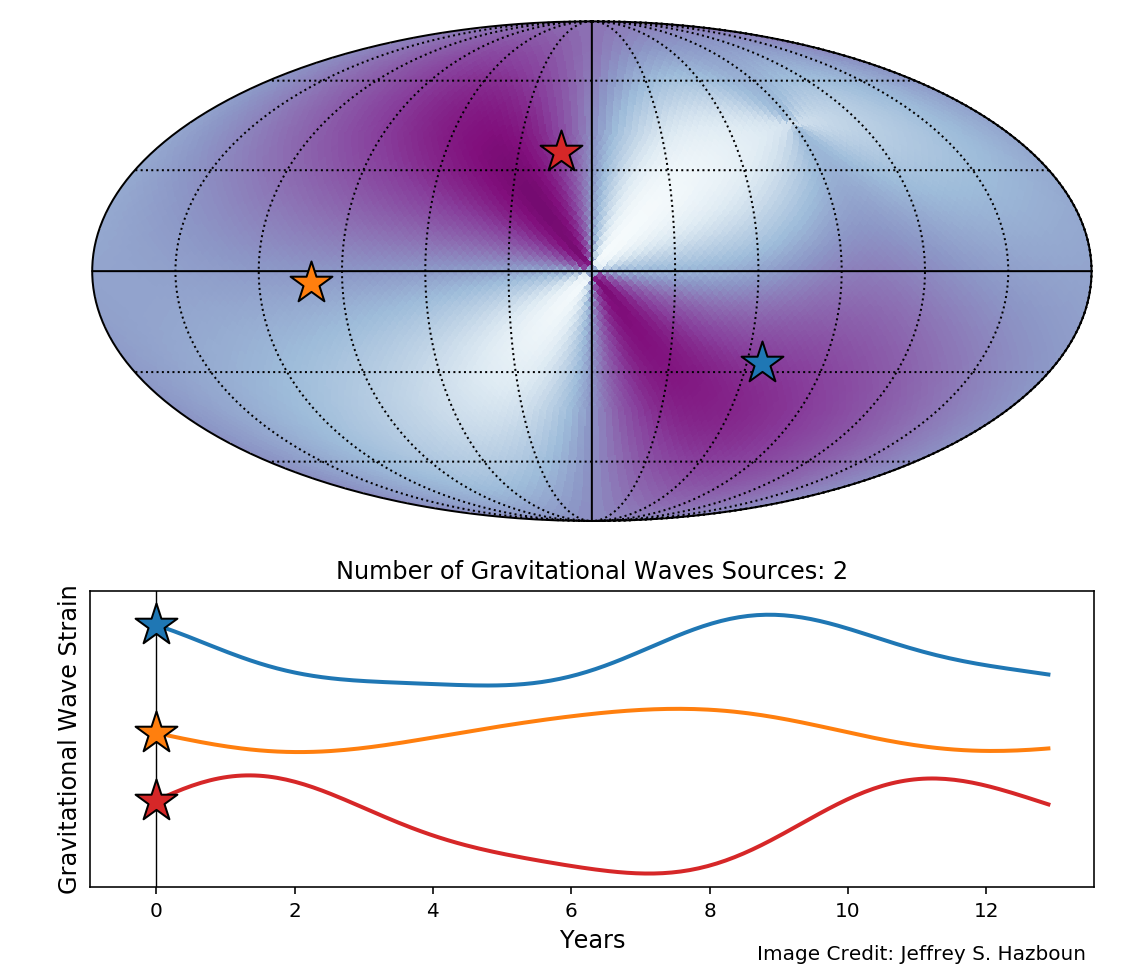 Number of Gravitational Waves Sources: 2
Gravitational Wave Strain
0 2 4 6 8 10 12
Years
Image Credit: Jeffrey S. Hazboun